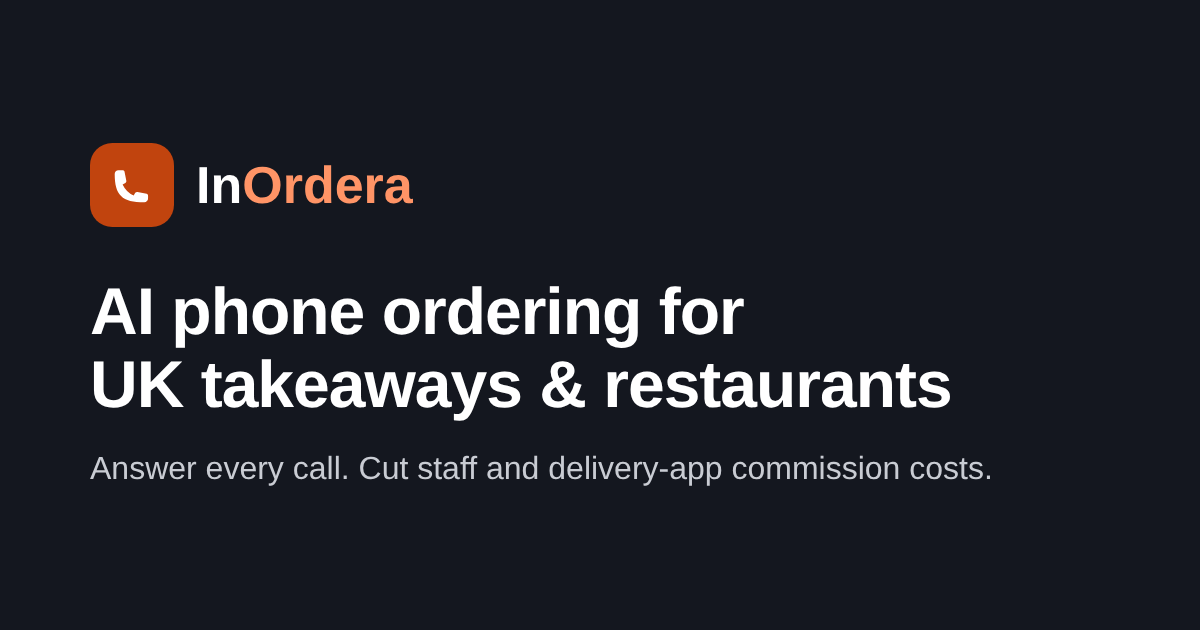 InOrdera
AI phone ordering for
UK takeaways & restaurants
Answer every call. Cut staff and delivery-app commission costs.